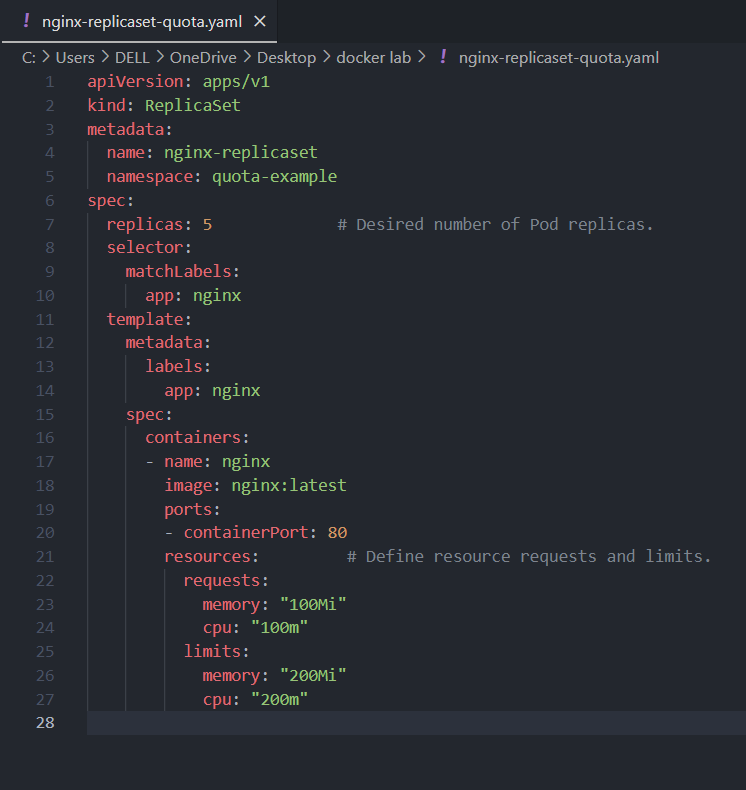 ! nginx-replicaset-quota.yaml ×
C: > Users > DELL > OneDrive > Desktop > docker lab > ! nginx-replicaset-quota.yaml
1 apiVersion: apps/v1
2 kind: ReplicaSet
3 metadata:
4   name: nginx-replicaset
5   namespace: quota-example
6 spec:
7   replicas: 5             # Desired number of Pod replicas.
8   selector:
9     matchLabels:
10       app: nginx
11   template:
12     metadata:
13       labels:
14         app: nginx
15     spec:
16       containers:
17       - name: nginx
18         image: nginx:latest
19         ports:
20         - containerPort: 80
21         resources:         # Define resource requests and limits.
22           requests:
23             memory: "100Mi"
24             cpu: "100m"
25           limits:
26             memory: "200Mi"
27             cpu: "200m"
28